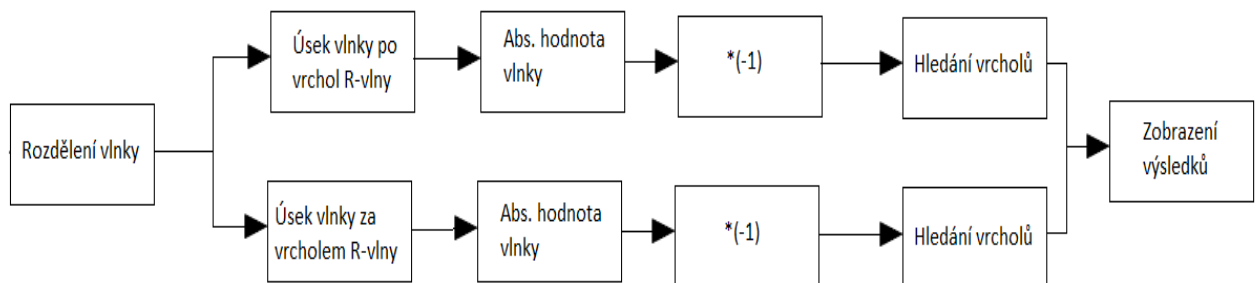 Rozdělení vlnky
Úsek vlnky po
vrchol R-vlny
Abs. hodnota
vlnky
*(-1)
Hledání vrcholů
Úsek vlnky za
vrcholem R-vlny
Abs. hodnota
vlnky
*(-1)
Hledání vrcholů
Zobrazení
výsledků